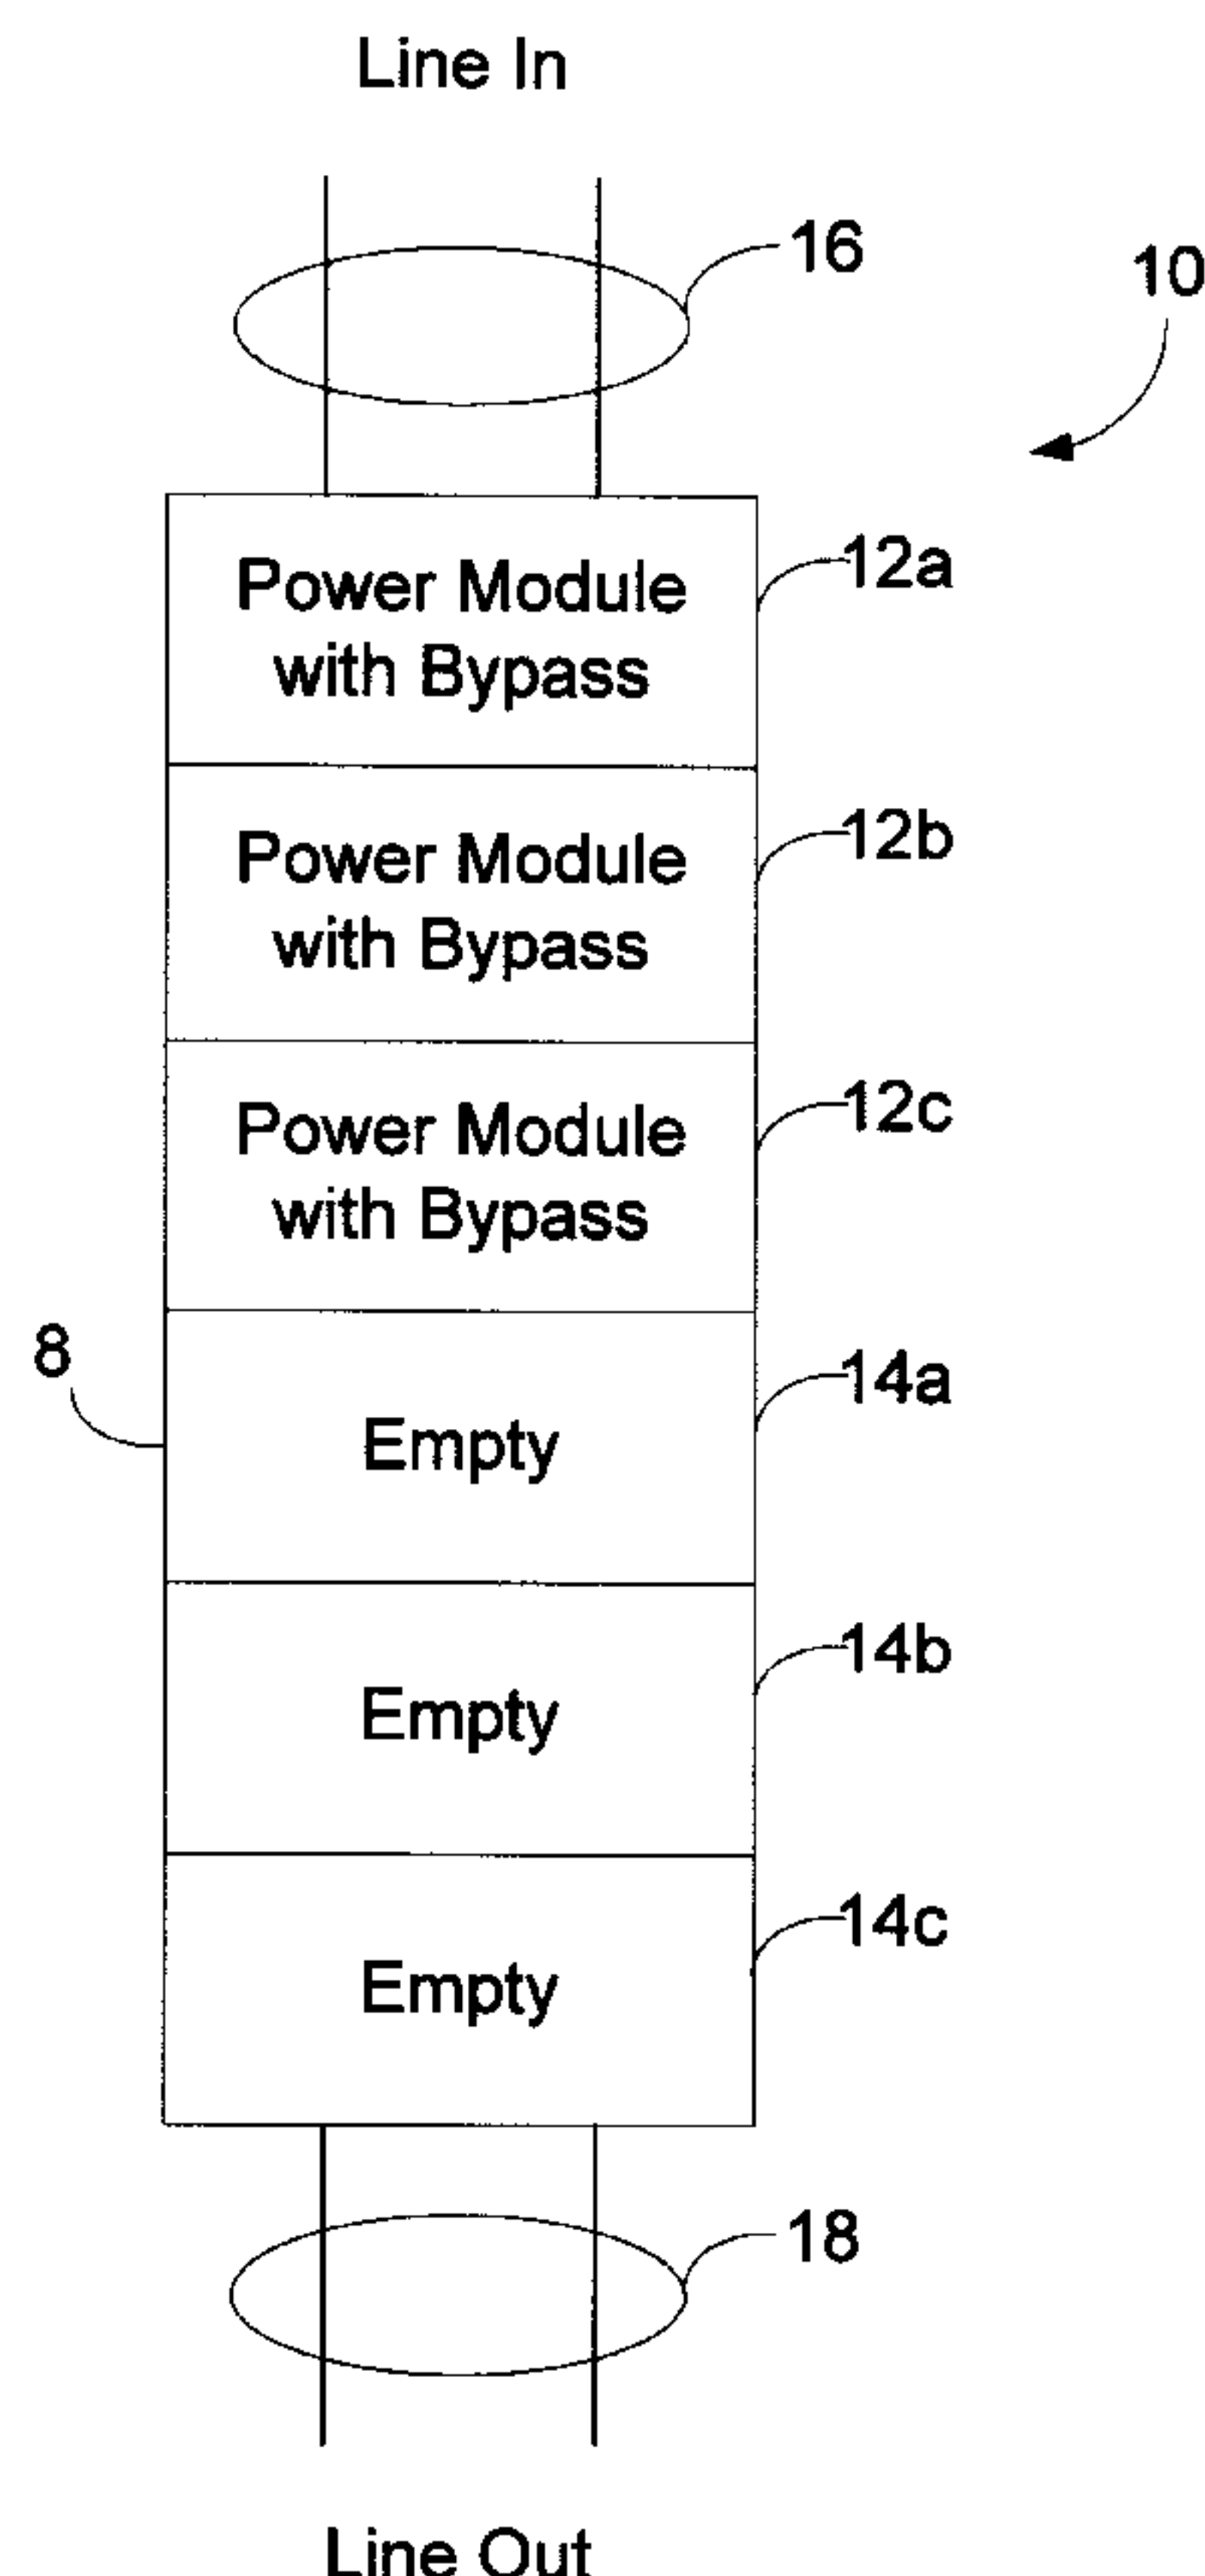 Line In
16
10
Power Module
with Bypass
12a
Power Module
with Bypass
12b
Power Module
with Bypass
12c
8
Empty
14a
Empty
14b
Empty
14c
18
Line Out